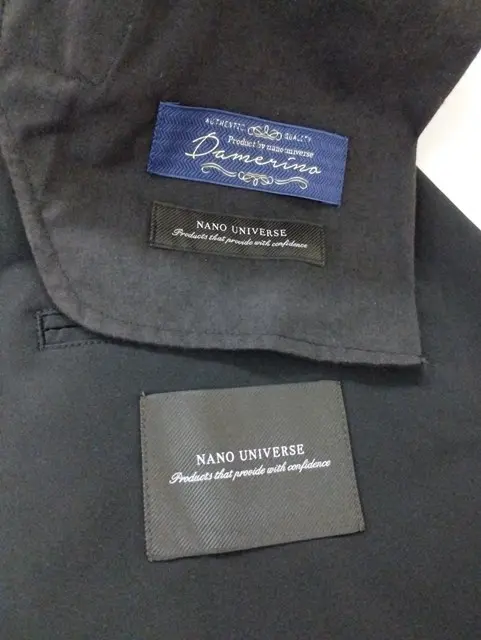 AUTHENTIC QUALITY
Product by nano universe
Damerino
NANO UNIVERSE
Products that provide with confidence
NANO UNIVERSE
Products that provide with confidence